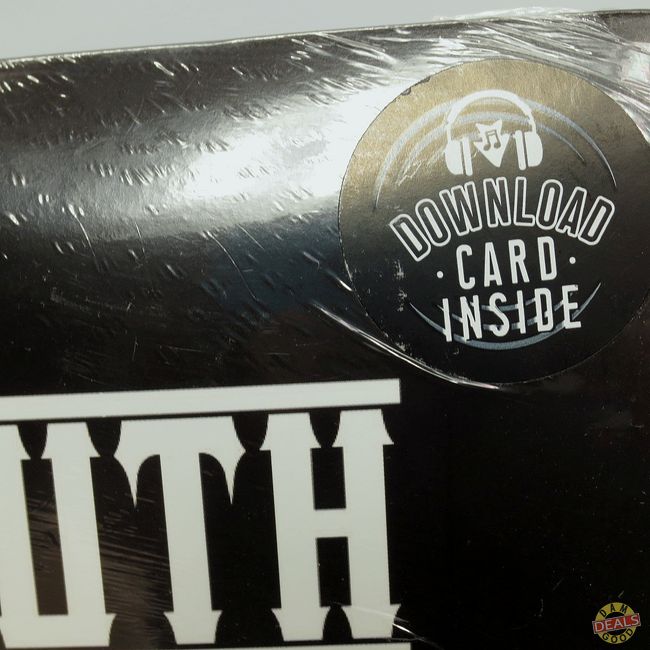 DOWNLOAD
· CARD ·
INSIDE
UTH
DAM
DEALS
GOOD